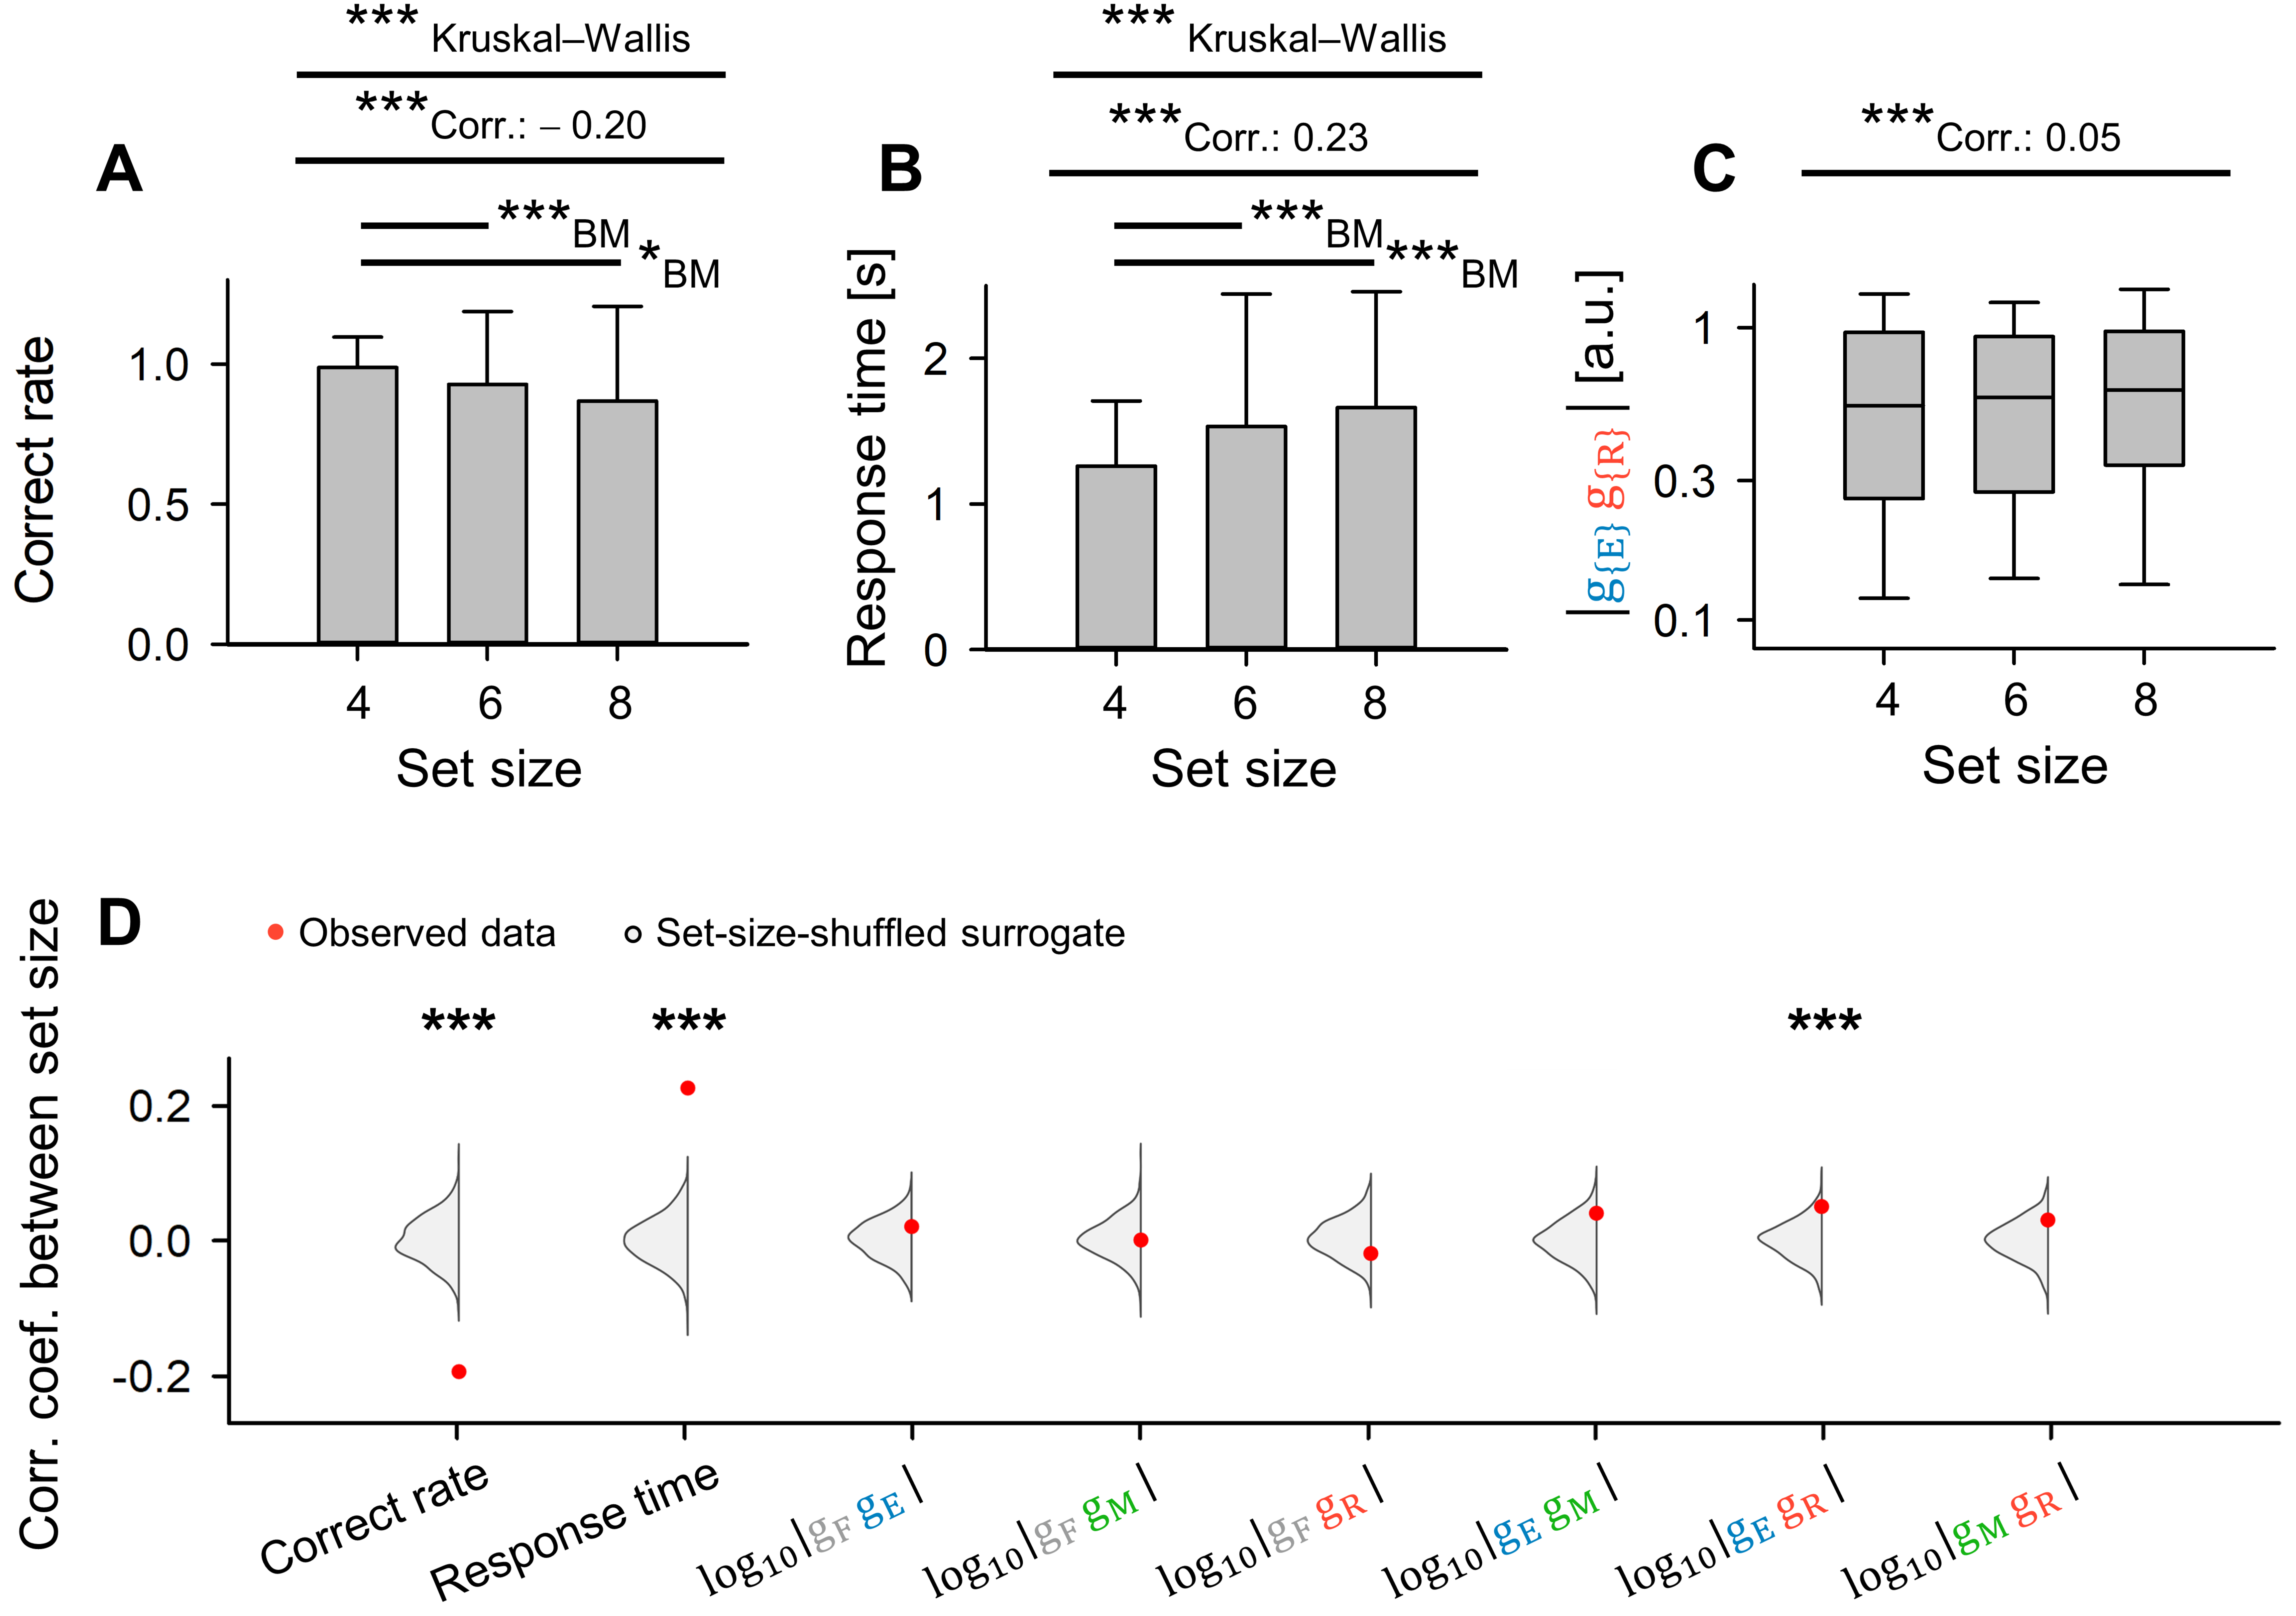 *** Kruskal–Wallis
*** Corr.: – 0.20
A
*** BM
* BM
Correct rate
1.0
0.5
0.0
4 6 8
Set size
*** Kruskal–Wallis
*** Corr.: 0.23
B
*** BM
*** BM
Response time [s]
2
1
0
4 6 8
Set size
*** Corr.: 0.05
C
|g{E} g{R}| [a.u.]
1
0.3
0.1
4 6 8
Set size
D
Observed data
Set-size-shuffled surrogate
*** *** ***
Corr. coef. between set size
0.2
0.0
-0.2
Correct rate
Response time
log10|gF gE|
log10|gF gM|
log10|gF gR|
log10|gE gM|
log10|gE gR|
log10|gM gR|